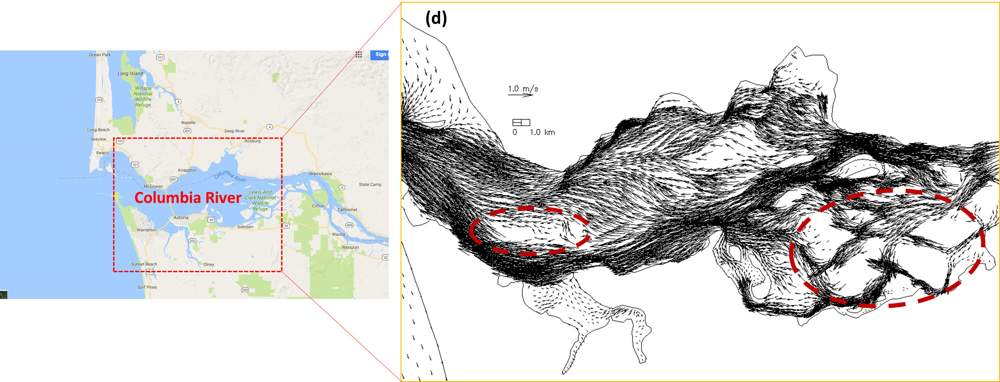 (d)
Ocean Park
101
Sign i
Long Island
Willapa
National
Wildlife
Refuge
103
4
Naselle
4
Long Beach
401
Deep River
Seaview
101
Rosburg
Ilwaco
101
Knappton
Columbia River
Skamokawa
401
McGowan
4
State Camp
Columbia River
Lewis And
Clark National
Wildlife
Refuge
Clifton
Cathlamet
Astoria
30
Svensen
30
409
Warrenton
Wauna
202
Westport
30
Sunset Beach
Olney
101
Surf Pines
202
1.0 m/s
0 1.0 km